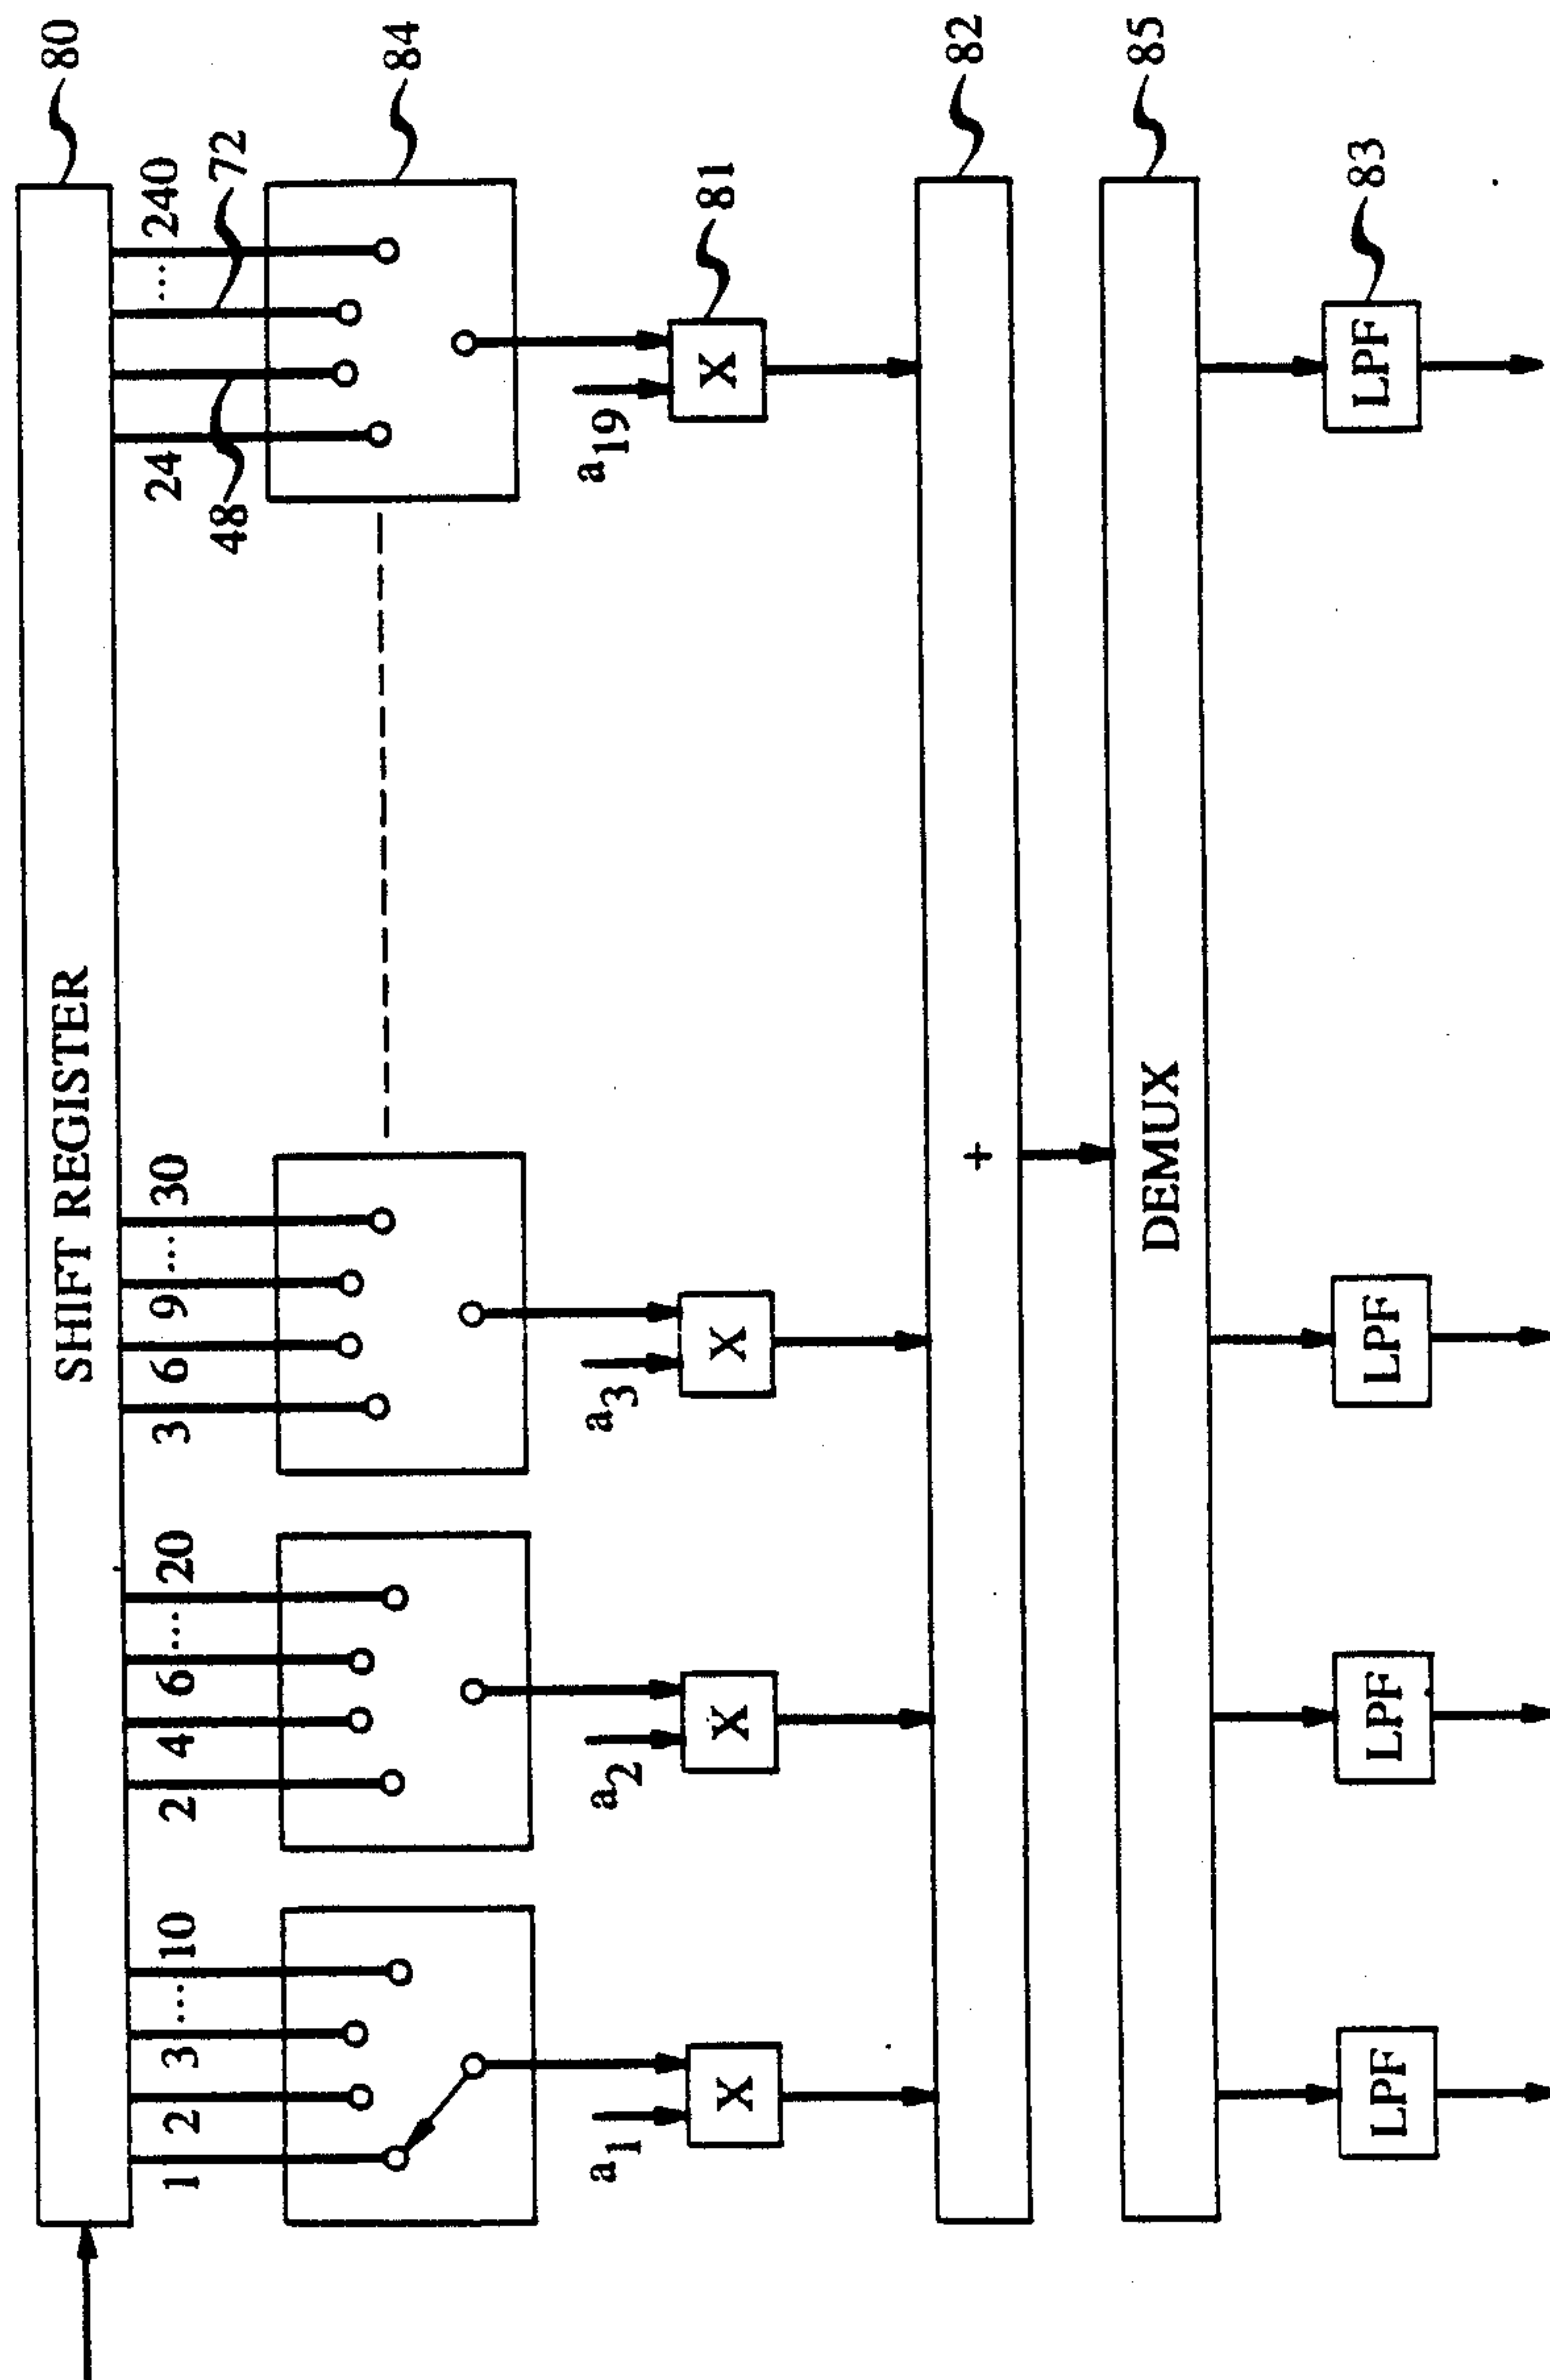 80
SHIFT REGISTER
1 2 3 ... 10
2 4 6 ... 20
3 6 9 ... 30
24 48 72 ... 240
84
a1
a2
a3
a19
X
X
X
X
81
+
82
DEMUX
85
LPF
LPF
LPF
LPF
83